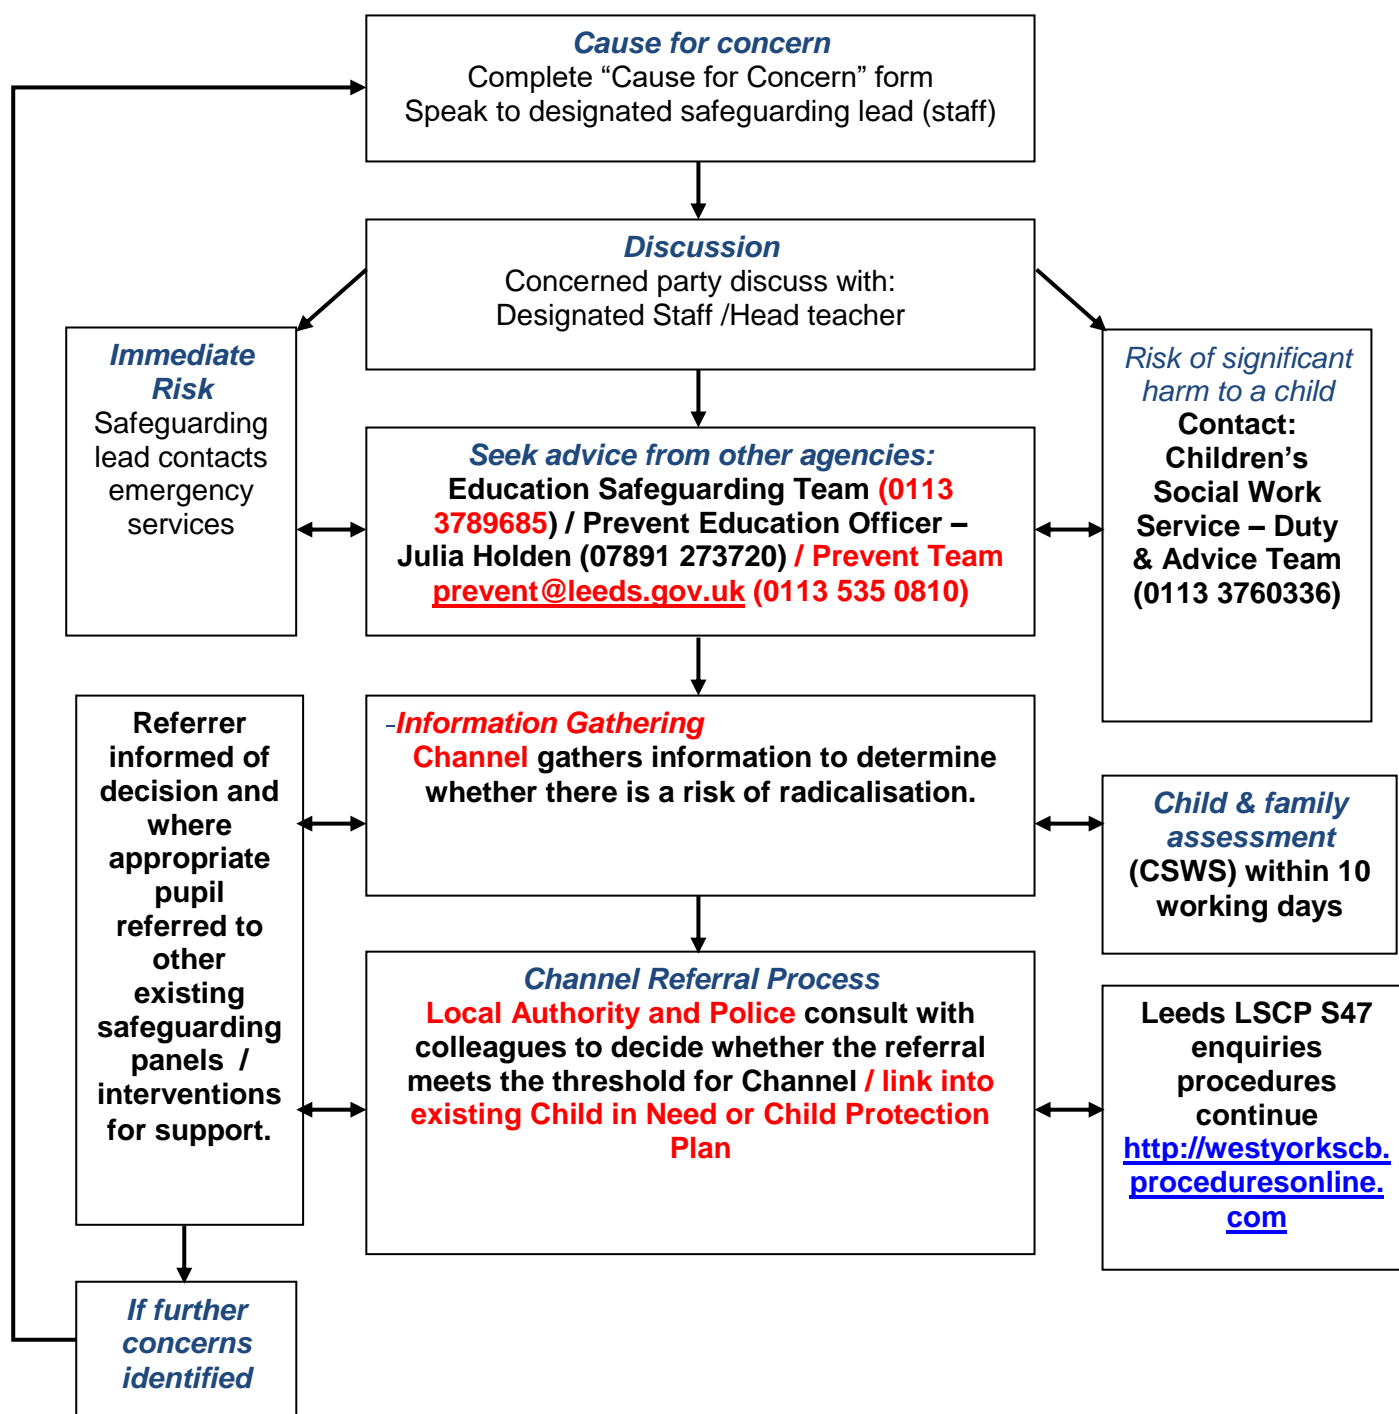 Cause for concern
Complete “Cause for Concern” form
Speak to designated safeguarding lead (staff)
Discussion
Concerned party discuss with:
Designated Staff /Head teacher
Immediate
Risk
Safeguarding
lead contacts
emergency
services
Seek advice from other agencies:
Education Safeguarding Team (0113
3789685) / Prevent Education Officer –
Julia Holden (07891 273720) / Prevent Team
prevent@leeds.gov.uk (0113 535 0810)
Risk of significant
harm to a child
Contact:
Children’s
Social Work
Service – Duty
& Advice Team
(0113 3760336)
Referrer
informed of
decision and
where
appropriate
pupil
referred to
other
existing
safeguarding
panels /
interventions
for support.
-Information Gathering
Channel gathers information to determine
whether there is a risk of radicalisation.
Child & family
assessment
(CSWS) within 10
working days
Channel Referral Process
Local Authority and Police consult with
colleagues to decide whether the referral
meets the threshold for Channel / link into
existing Child in Need or Child Protection
Plan
Leeds LSCP S47
enquiries
procedures
continue
http://westyorkscb.
proceduresonline.
com
If further
concerns
identified